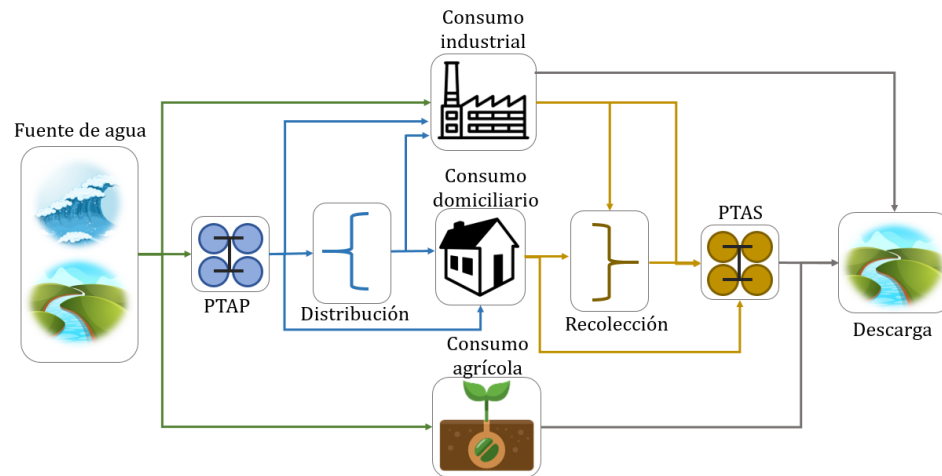 Consumo
industrial
Fuente de agua
Consumo
domiciliario
PTAS
PTAP
Distribución
Recolección
Descarga
Consumo
agrícola